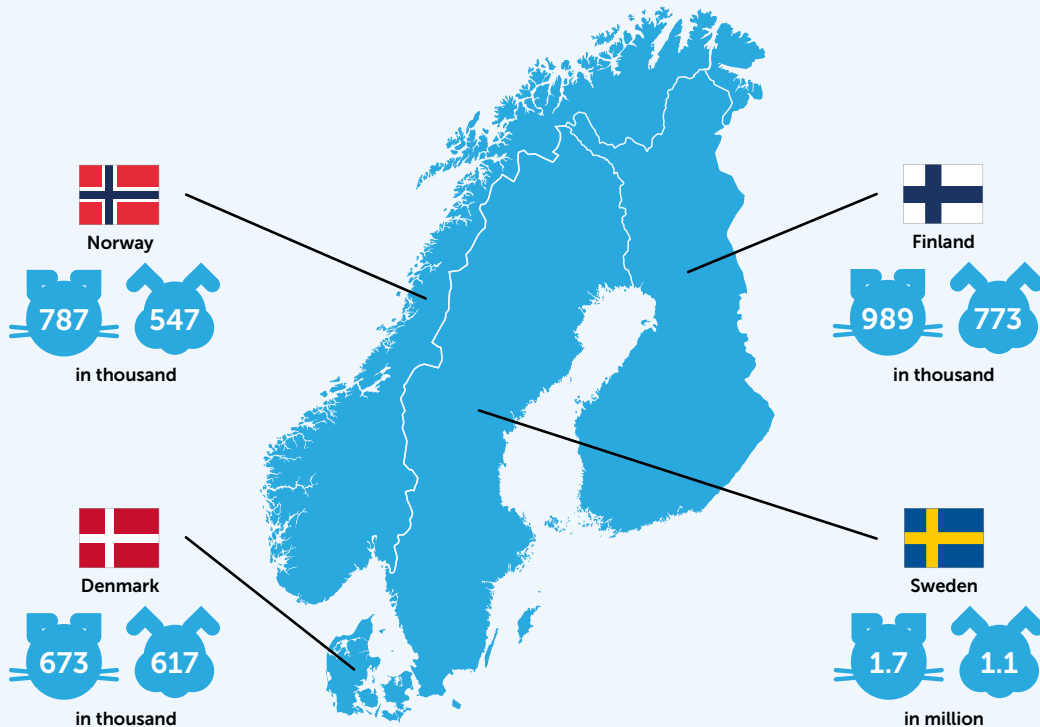 Norway
787 547
in thousand
Finland
989 773
in thousand
Denmark
673 617
in thousand
Sweden
1.7 1.1
in million